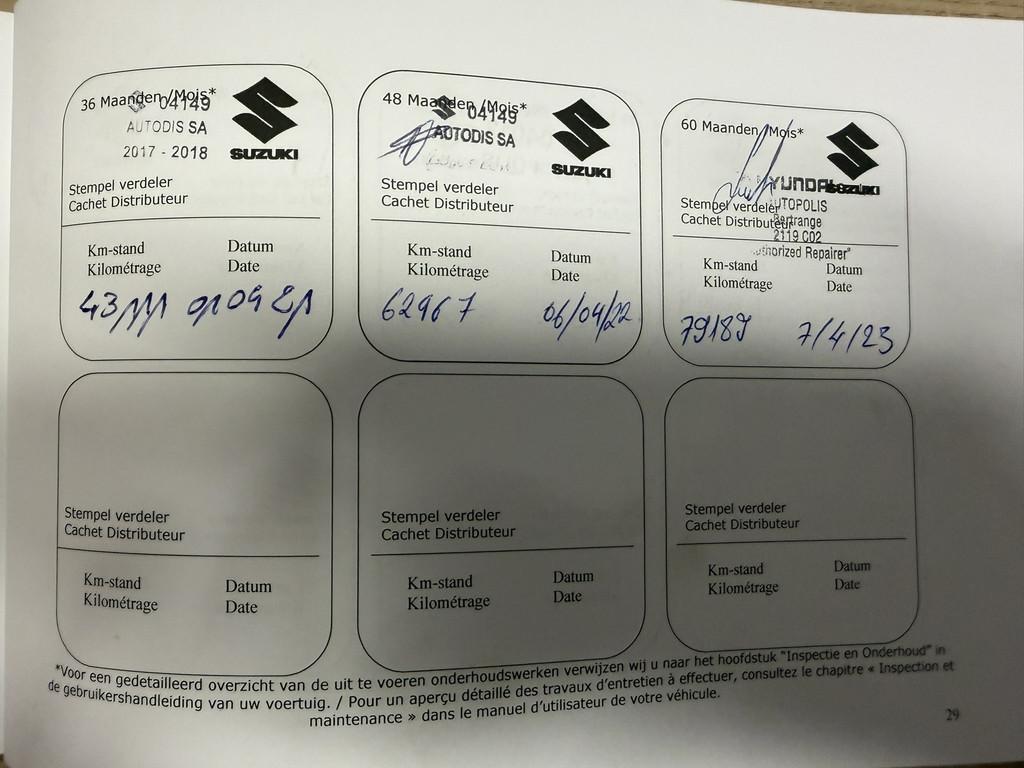 36 Maanden /Mois*
04149
AUTODIS SA
2017 - 2018
SUZUKI
Stempel verdeler
Cachet Distributeur
Km-stand Datum
Kilométrage Date
48 Maanden /Mois*
04149
AUTODIS SA
SUZUKI
Stempel verdeler
Cachet Distributeur
Km-stand Datum
Kilométrage Date
62967 06/04/22
60 Maanden /Mois*
SUZUKI
HYUNDAI
AUTOPOLIS
Bertrange
2119 C02
Authorized Repairer"
Stempel verdeler
Cachet Distributeur
Km-stand Datum
Kilométrage Date
79189 7/4/23
Stempel verdeler
Cachet Distributeur
Km-stand Datum
Kilométrage Date
Stempel verdeler
Cachet Distributeur
Km-stand Datum
Kilométrage Date
Stempel verdeler
Cachet Distributeur
Km-stand Datum
Kilométrage Date
*Voor een gedetailleerd overzicht van de uit te voeren onderhoudswerken verwijzen wij u naar het hoofdstuk "Inspectie en Onderhoud" in
de gebruikershandleiding van uw voertuig. / Pour un aperçu détaillé des travaux d'entretien à effectuer, consultez le chapitre « Inspection et
maintenance » dans le manuel d'utilisateur de votre véhicule.
29